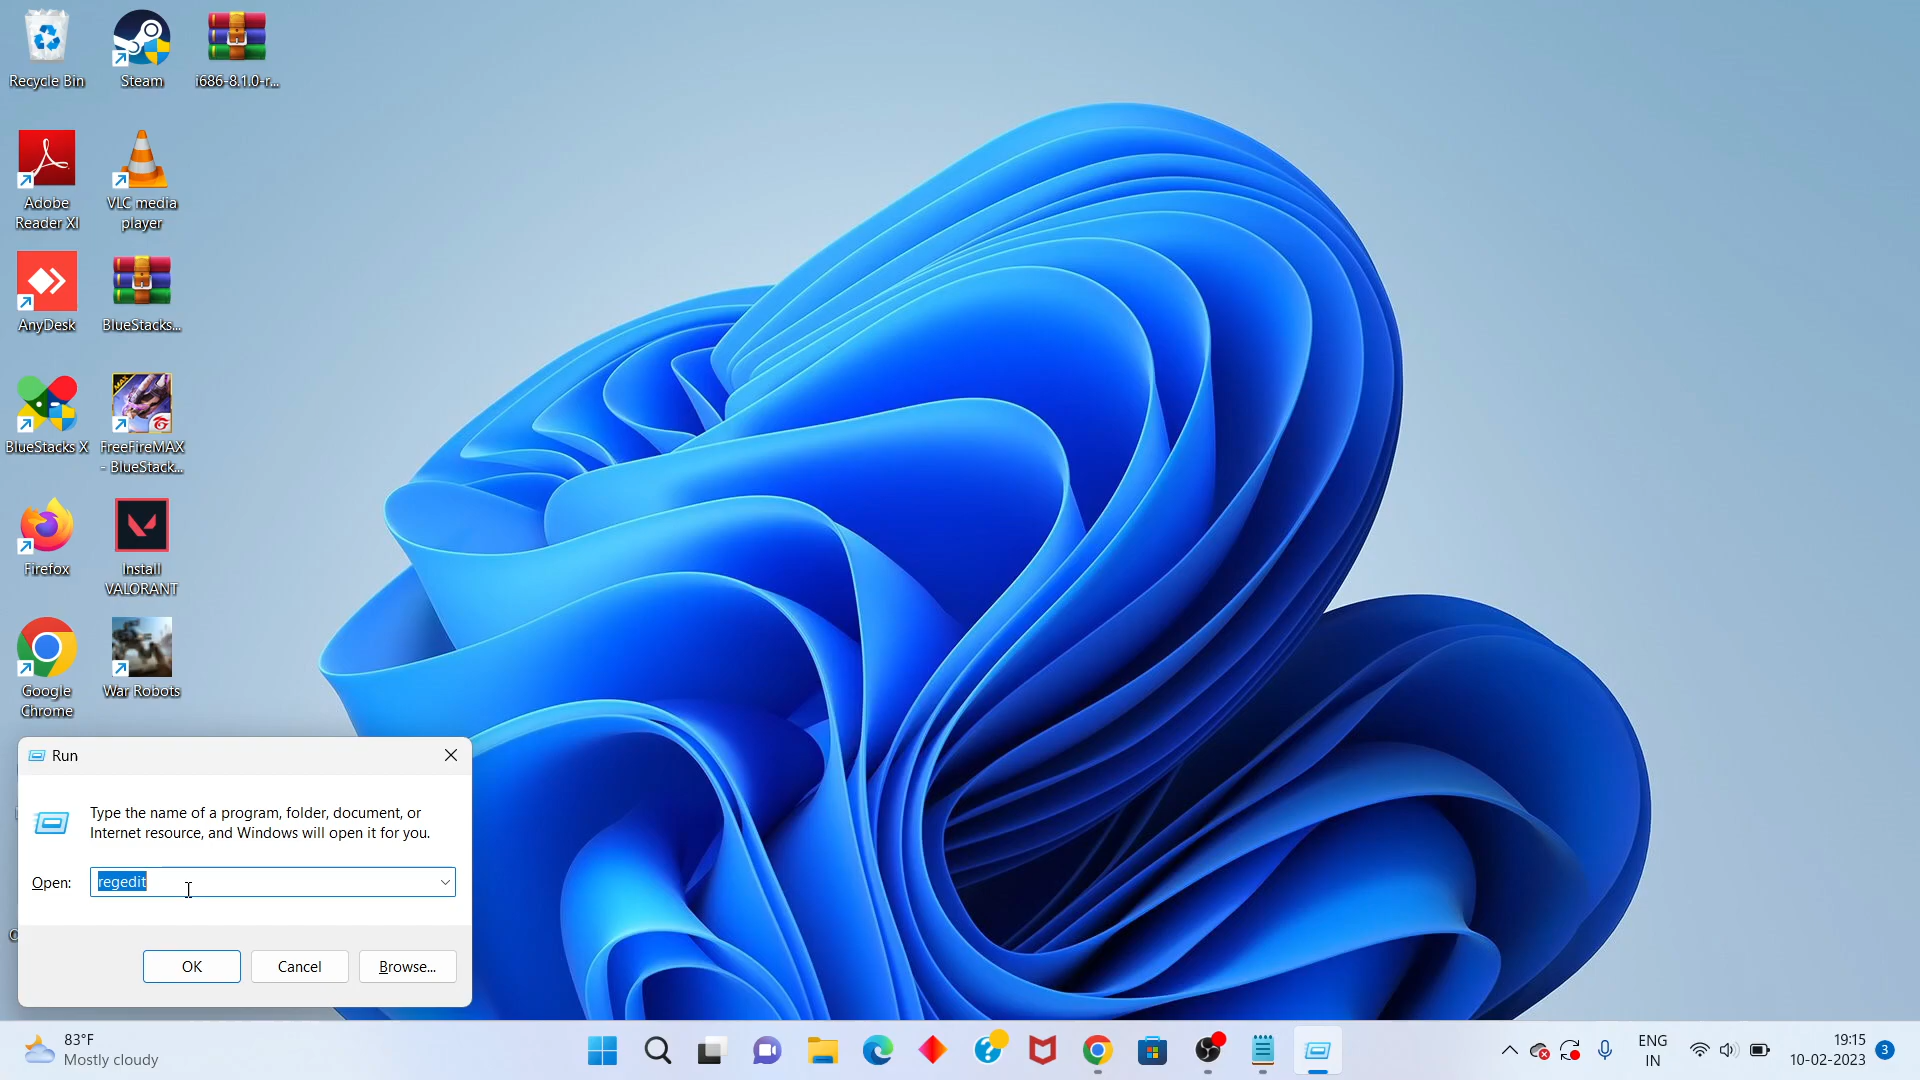 Recycle Bin
Steam
i686-8.1.0-r...
Adobe
Reader XI
VLC media
player
AnyDesk
BlueStacks...
BlueStacks X
FreeFireMAX
- BlueStack...
Firefox
Install
VALORANT
Google
Chrome
War Robots
Run
Type the name of a program, folder, document, or
Internet resource, and Windows will open it for you.
Open:
regedit
OK
Cancel
Browse...
83°F
Mostly cloudy
ENG
IN
19:15
10-02-2023
3